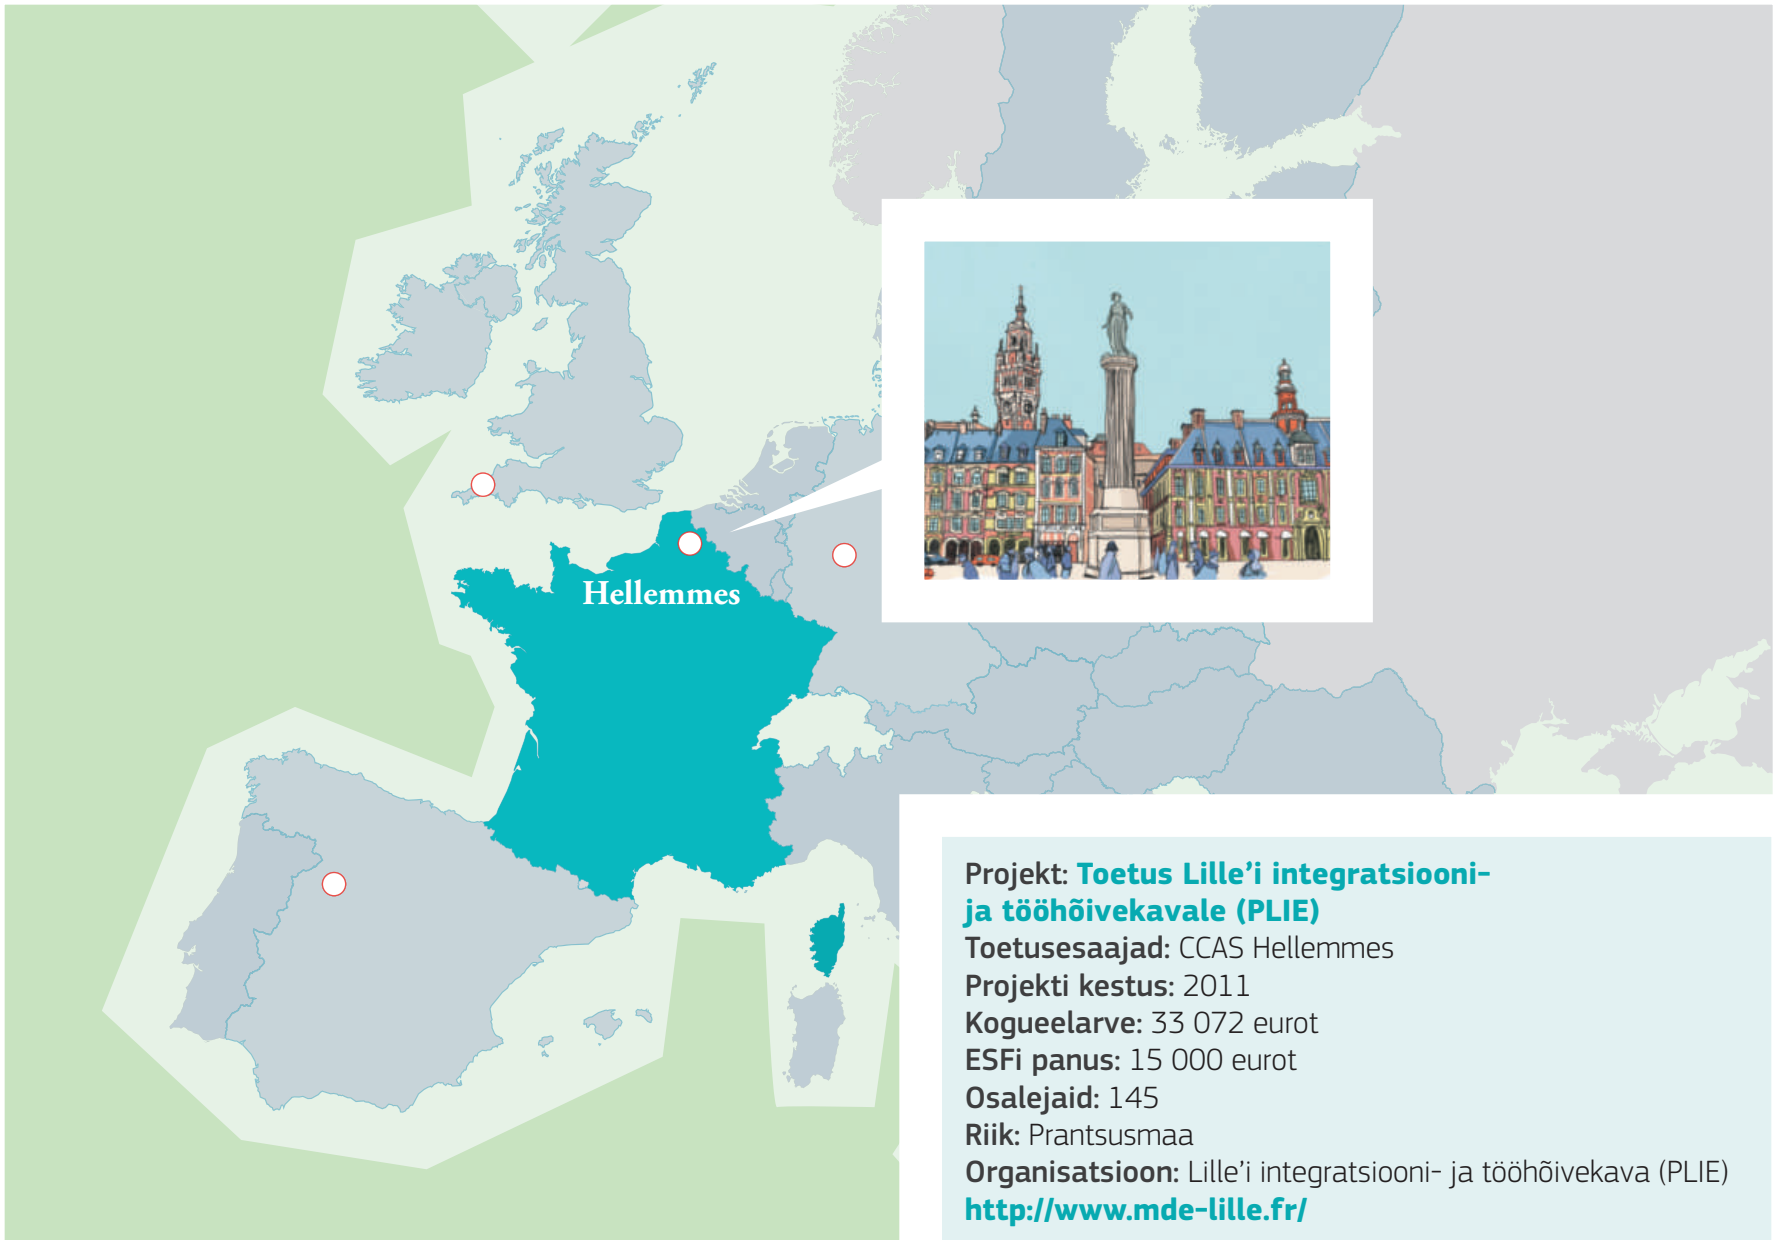 Hellemmes
Projekt: Toetus Lille’i integratsiooni-
ja tööhõivekavale (PLIE)
Toetusesaajad: CCAS Hellemmes
Projekti kestus: 2011
Kogueelarve: 33 072 eurot
ESFi panus: 15 000 eurot
Osalejaid: 145
Riik: Prantsusmaa
Organisatsioon: Lille’i integratsiooni- ja tööhõivekava (PLIE)
http://www.mde-lille.fr/